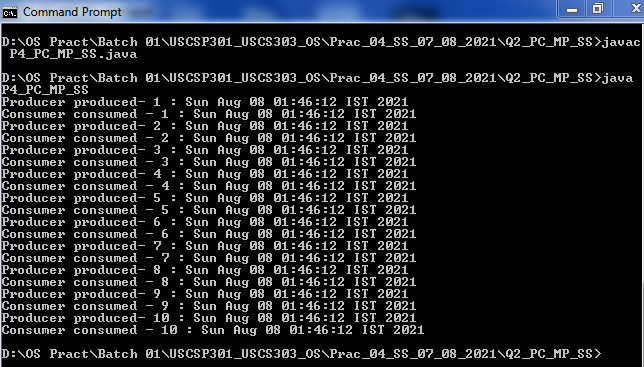 Command Prompt
D:\OS Pract\Batch 01\USCSP301_USCS303_OS\Prac_04_SS_07_08_2021\Q2_PC_MP_SS>javac
 P4_PC_MP_SS.java
D:\OS Pract\Batch 01\USCSP301_USCS303_OS\Prac_04_SS_07_08_2021\Q2_PC_MP_SS>java
P4_PC_MP_SS
Producer produced- 1 : Sun Aug 08 01:46:12 IST 2021
Consumer consumed - 1 : Sun Aug 08 01:46:12 IST 2021
Producer produced- 2 : Sun Aug 08 01:46:12 IST 2021
Consumer consumed - 2 : Sun Aug 08 01:46:12 IST 2021
Producer produced- 3 : Sun Aug 08 01:46:12 IST 2021
Consumer consumed - 3 : Sun Aug 08 01:46:12 IST 2021
Producer produced- 4 : Sun Aug 08 01:46:12 IST 2021
Consumer consumed - 4 : Sun Aug 08 01:46:12 IST 2021
Producer produced- 5 : Sun Aug 08 01:46:12 IST 2021
Consumer consumed - 5 : Sun Aug 08 01:46:12 IST 2021
Producer produced- 6 : Sun Aug 08 01:46:12 IST 2021
Consumer consumed - 6 : Sun Aug 08 01:46:12 IST 2021
Producer produced- 7 : Sun Aug 08 01:46:12 IST 2021
Consumer consumed - 7 : Sun Aug 08 01:46:12 IST 2021
Producer produced- 8 : Sun Aug 08 01:46:12 IST 2021
Consumer consumed - 8 : Sun Aug 08 01:46:12 IST 2021
Producer produced- 9 : Sun Aug 08 01:46:12 IST 2021
Consumer consumed - 9 : Sun Aug 08 01:46:12 IST 2021
Producer produced- 10 : Sun Aug 08 01:46:12 IST 2021
Consumer consumed - 10 : Sun Aug 08 01:46:12 IST 2021
D:\OS Pract\Batch 01\USCSP301_USCS303_OS\Prac_04_SS_07_08_2021\Q2_PC_MP_SS>